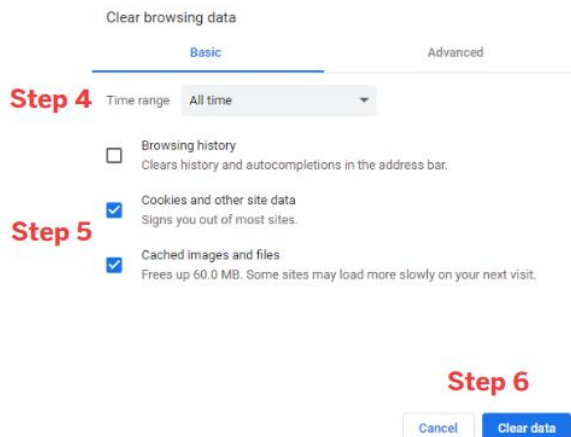 Clear browsing data
Basic Advanced
Step 4 Time range All time
Browsing history
Clears history and autocompletions in the address bar.
Cookies and other site data
Signs you out of most sites.
Step 5
Cached images and files
Frees up 60.0 MB. Some sites may load more slowly on your next visit.
Step 6
Cancel Clear data